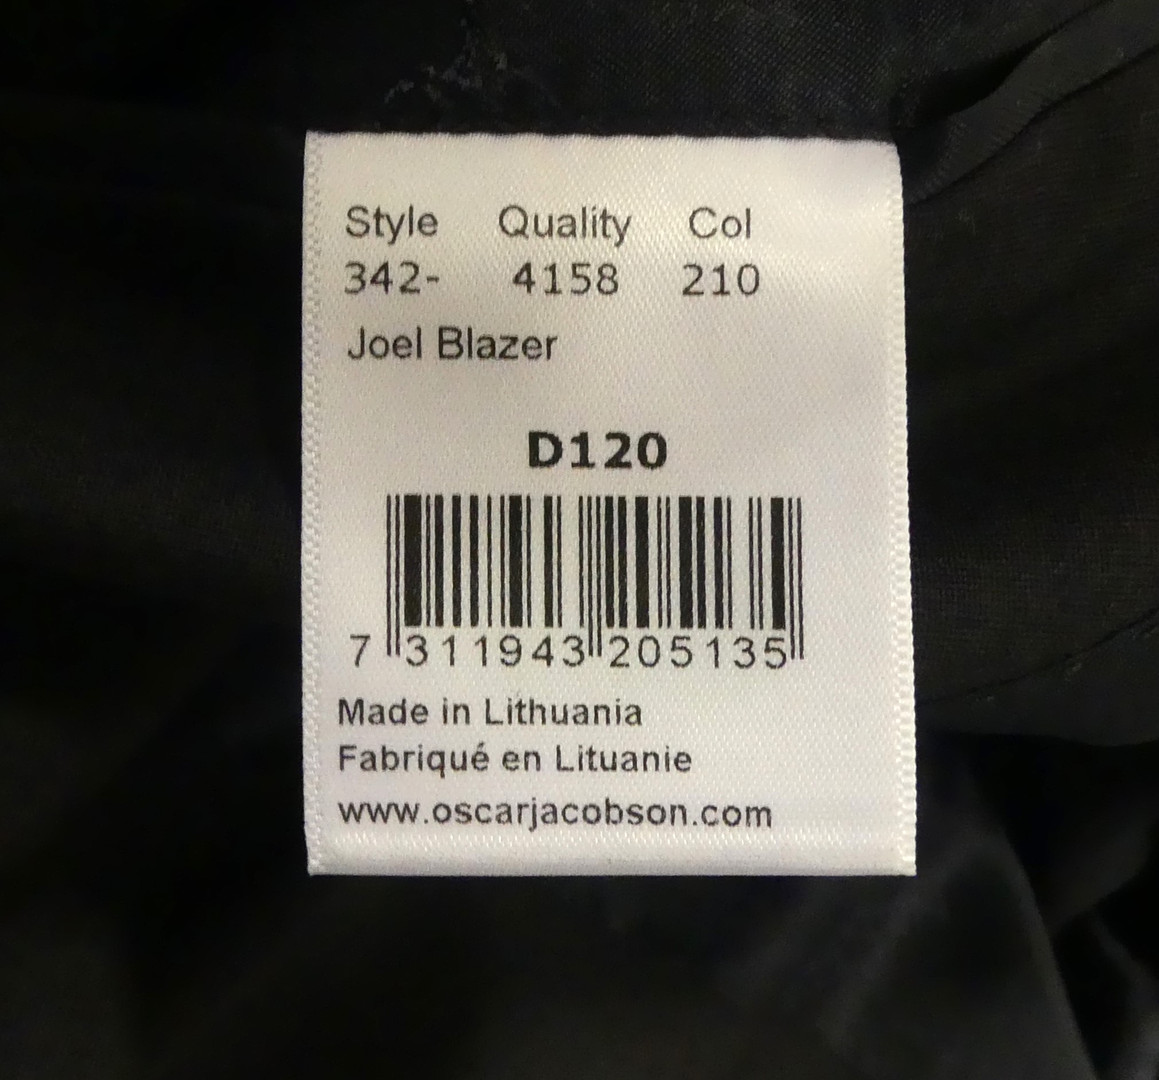 Style Quality Col
342- 4158 210
Joel Blazer
D120
7 311943 205135
Made in Lithuania
Fabriqué en Lituanie
www.oscarjacobson.com